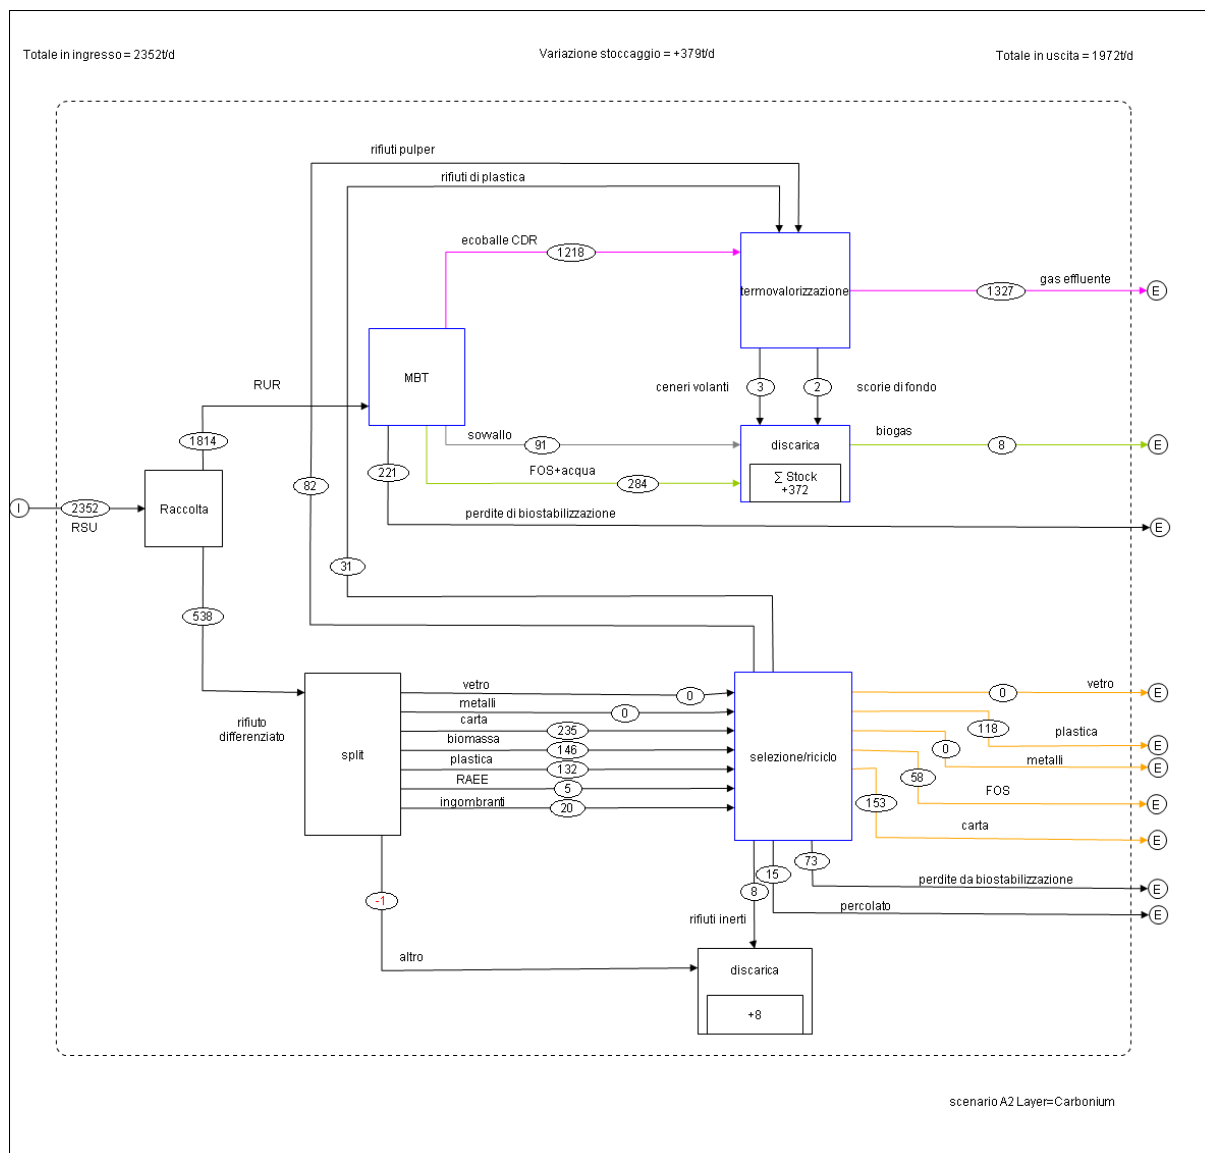 Totale in ingresso = 2352t/d
Variazione stoccaggio = +379t/d
Totale in uscita = 1972t/d
rifiuti pulper
rifiuti di plastica
ecoballe CDR
1218
termovalorizzazione
gas effluente
1327
E
MBT
RUR
1814
ceneri volanti
3
2
scorie di fondo
sovvallo
91
discarica
biogas
8
E
221
FOS+acqua
284
∑ Stock
+372
82
I
2352
RSU
Raccolta
perdite di biostabilizzazione
E
31
538
rifiuto
differenziato
split
vetro
0
metalli
0
carta
235
biomassa
146
plastica
132
RAEE
5
ingombranti
20
selezione/riciclo
0
vetro
E
118
plastica
E
0
metalli
E
58
FOS
E
153
carta
E
73
perdite da biostabilizzazione
E
15
percolato
E
8
rifiuti inerti
-1
altro
discarica
+8
scenario A2 Layer=Carbonium